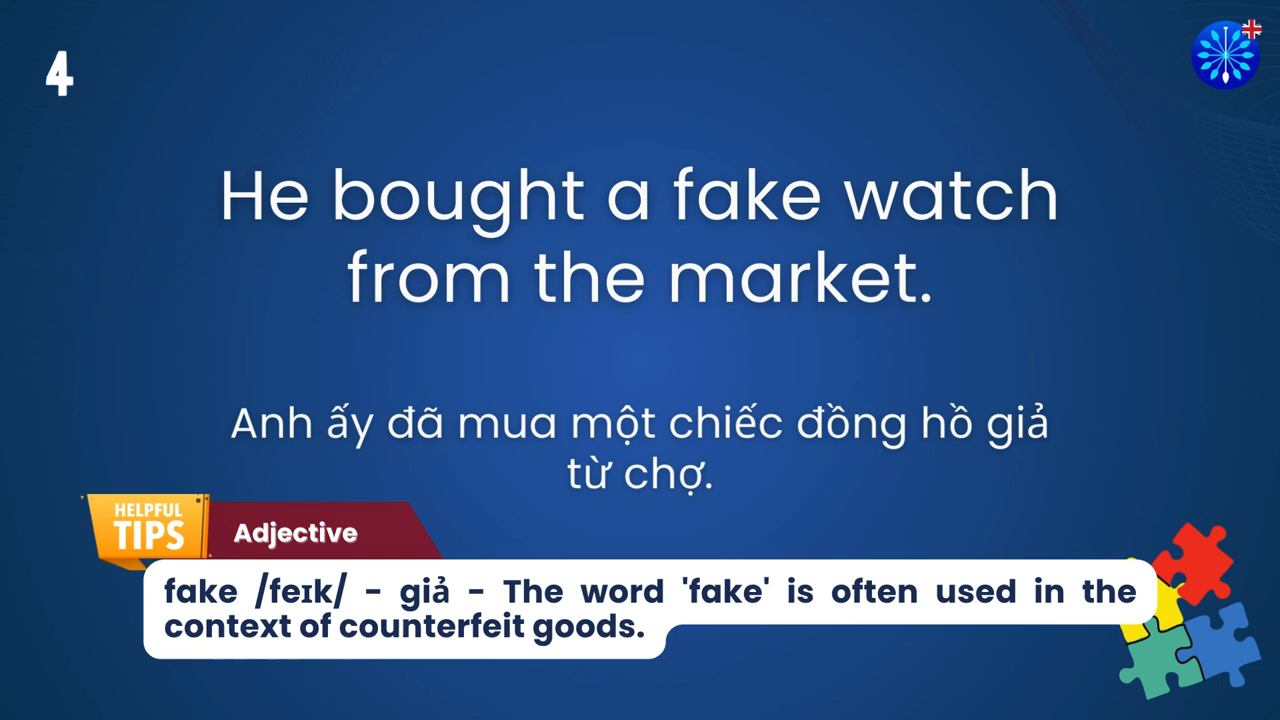 4
He bought a fake watch
from the market.
Anh ấy đã mua một chiếc đồng hồ giả
từ chợ.
HELPFUL
TIPS
Adjective
fake /feɪk/ - giả - The word 'fake' is often used in the
context of counterfeit goods.